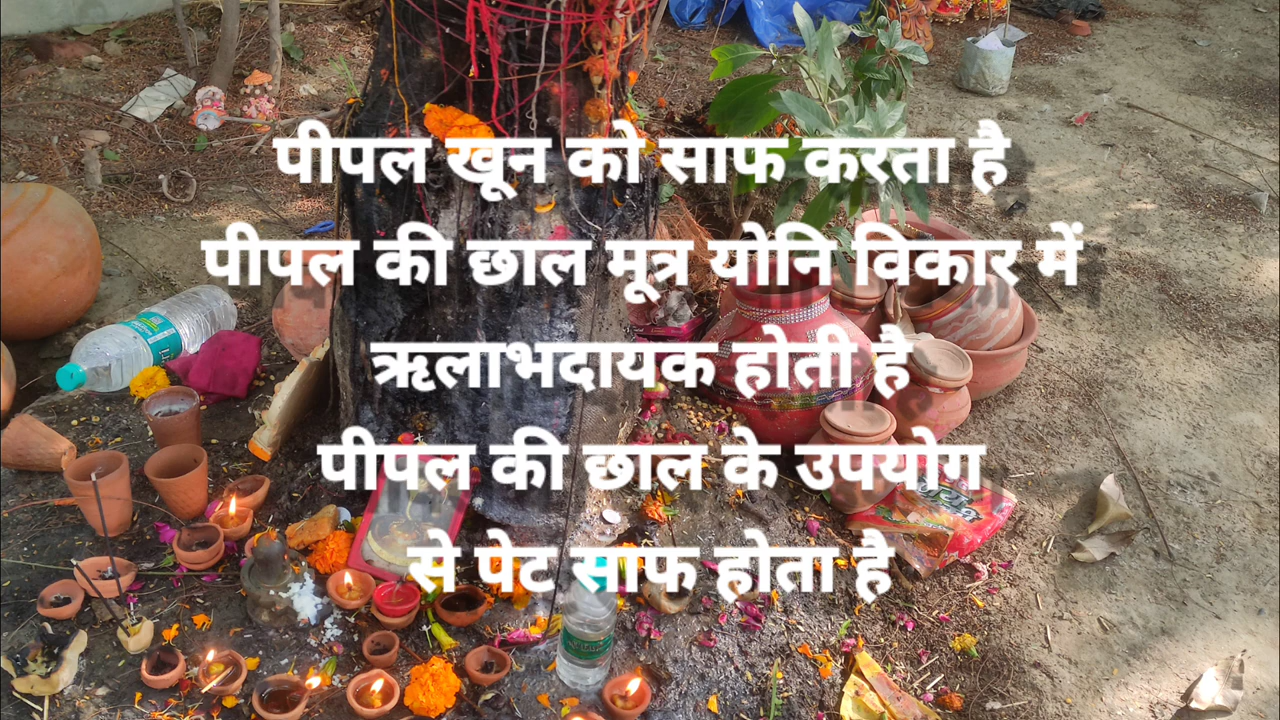 पीपल खून को साफ करता है
पीपल की छाल मूत्र योनि विकार में
ऋलाभदायक होती है
पीपल की छाल के उपयोग
से पेट साफ होता है